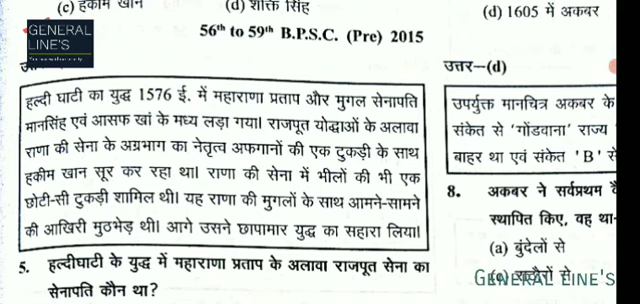 (c) हकीम खान
(d) शक्ति सिंह
56th to 59th B.P.S.C. (Pre) 2015
GENERAL
LINE'S
हल्दी घाटी का युद्ध 1576 ई. में महाराणा प्रताप और मुगल सेनापति
मानसिंह एवं आसफ खां के मध्य लड़ा गया। राजपूत योद्धाओं के अलावा
राणा की सेना के अग्रभाग का नेतृत्व अफगानों की एक टुकड़ी के साथ
हकीम खान सूर कर रहा था। राणा की सेना में भीलों की भी एक
छोटी-सी टुकड़ी शामिल थी। यह राणा की मुगलों के साथ आमने-सामने
की आखिरी मुठभेड़ थी। आगे उसने छापामार युद्ध का सहारा लिया।
5. हल्दीघाटी के युद्ध में महाराणा प्रताप के अलावा राजपूत सेना का
सेनापति कौन था?
(d) 1605 में अकबर
उत्तर—(d)
उपर्युक्त मानचित्र अकबर के
संकेत से 'गोंडवाना' राज्य
बाहर था एवं संकेत 'B' से
8. अकबर ने सर्वप्रथम
स्थापित किए, वह था-
(a) बुंदेलों से
(c) राठौरों से
GENERAL LINE'S